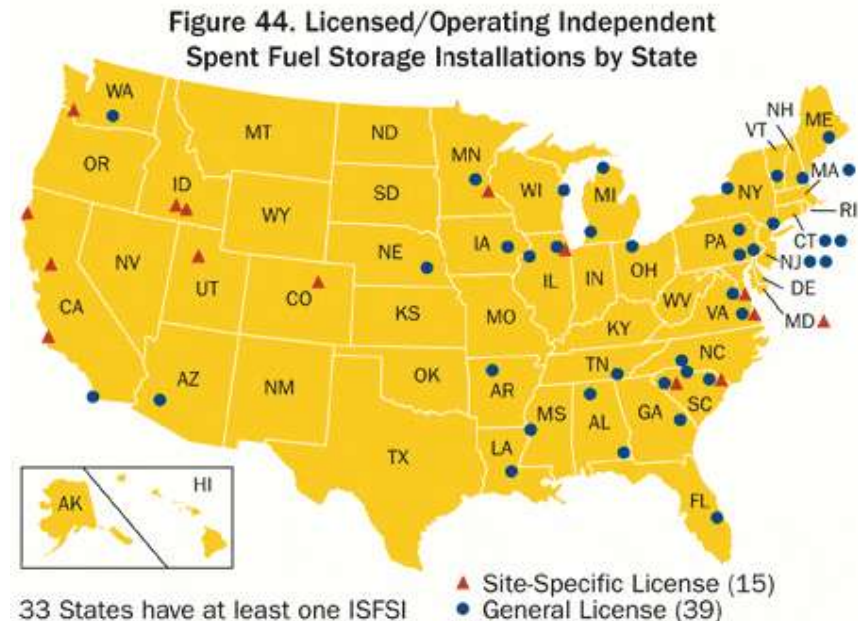 Figure 44. Licensed/Operating Independent
Spent Fuel Storage Installations by State
WA
MT
ND
MN
VT
NH
ME
OR
ID
SD
WI
MI
NY
MA
WY
RI
NV
UT
NE
IA
IL
IN
OH
PA
CT
NJ
CA
CO
KS
MO
KY
WV
VA
DE
MD
AZ
NM
OK
AR
TN
NC
SC
TX
LA
MS
AL
GA
FL
AK
HI
Site-Specific License (15)
33 States have at least one ISFSI
General License (39)